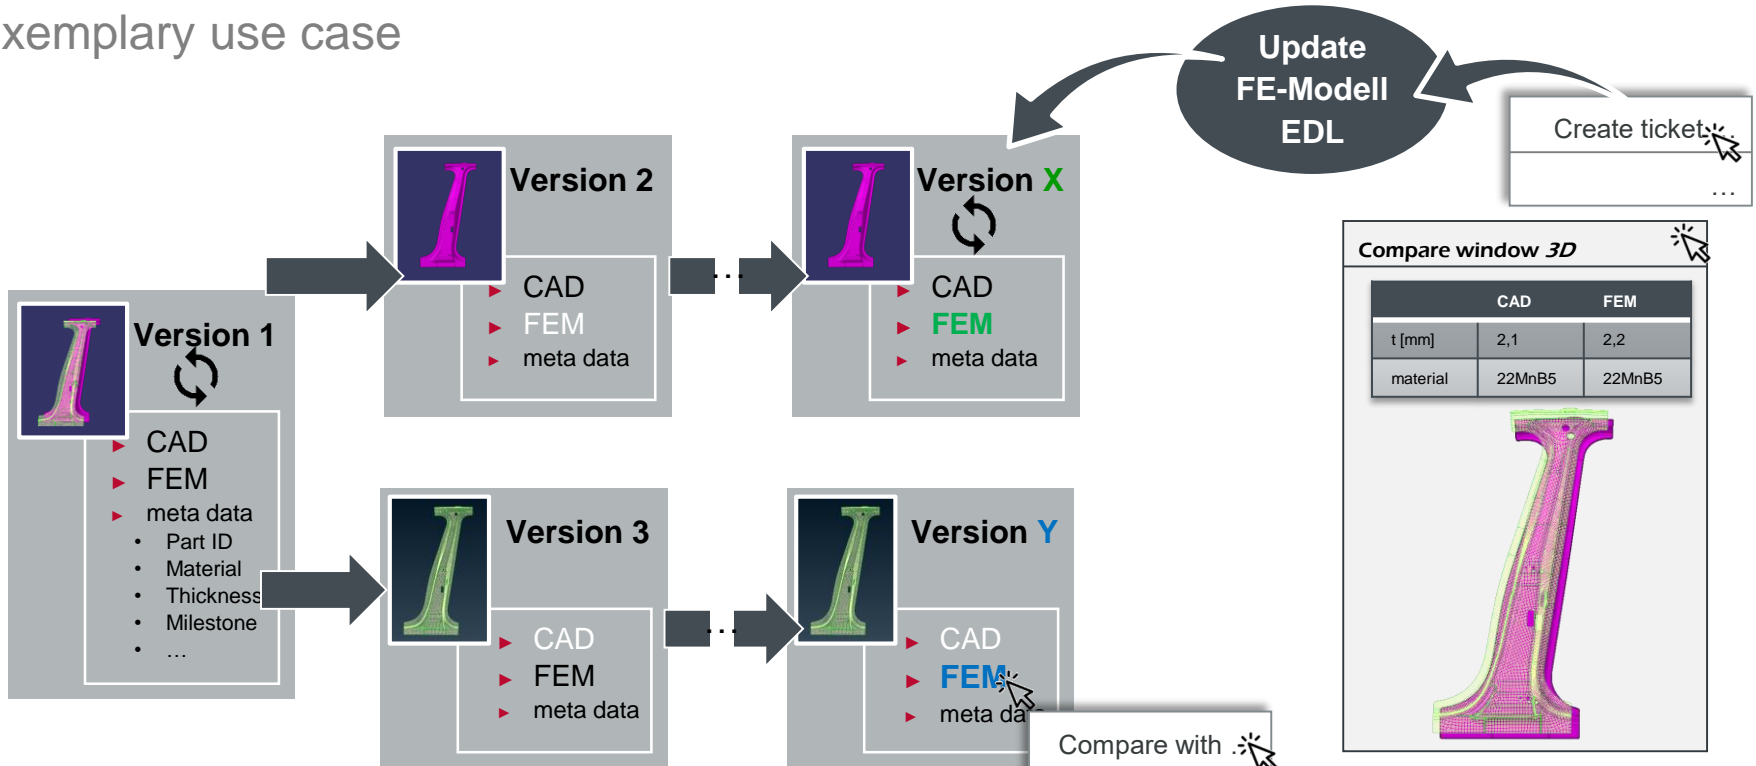 xemplary use case
Update
FE-Modell
EDL
Create ticket...
...
Version 2
CAD
FEM
meta data
...
Version X
CAD
FEM
meta data
Version 1
CAD
FEM
meta data
Part ID
Material
Thickness
Milestone
...
Version 3
CAD
FEM
meta data
...
Version Y
CAD
FEM
meta data
Compare with ...
Compare window 3D
CAD FEM
t [mm] 2,1 2,2
material 22MnB5 22MnB5